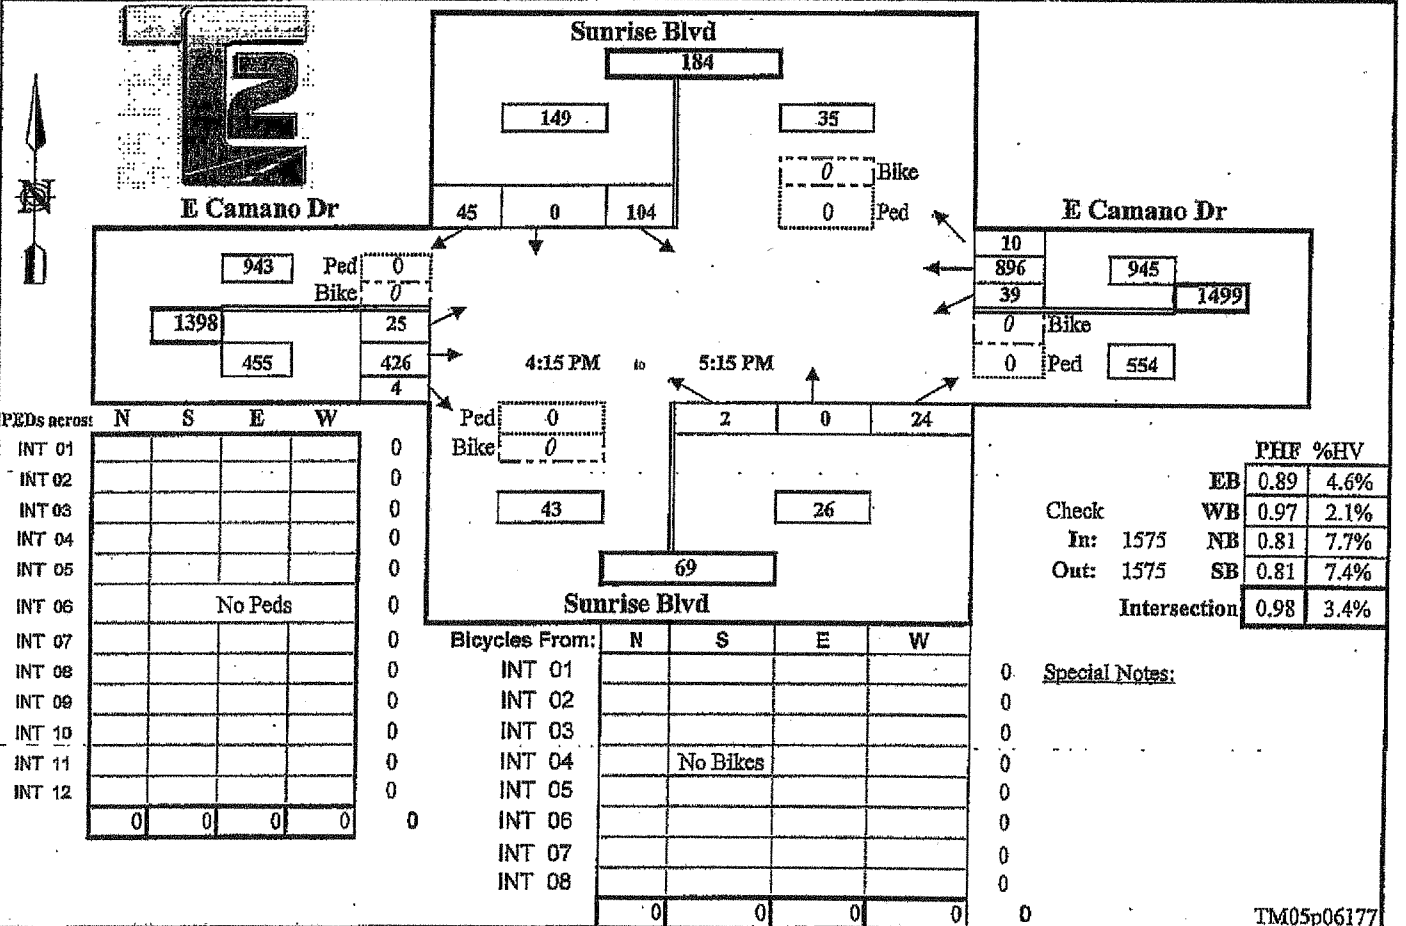 Sunrise Blvd
184
149 35
0 Bike
0 Ped
E Camano Dr
45 0 104
E Camano Dr
10
943 Ped 0
896 945
Bike 0
39 1499
1398 25
0 Bike
455 426 4:15 PM to 5:15 PM 0 Ped 554
4
Ped 0 2 0 24
Bike 0
43 26
69
Sunrise Blvd
PEDs across: N S E W
INT 01 0
INT 02 0
INT 03 0
INT 04 0
INT 05 0
INT 06 No Peds 0
INT 07 0
INT 08 0
INT 09 0
INT 10 0
INT 11 0
INT 12 0
0 0 0 0 0
PHF %HV
EB 0.89 4.6%
Check WB 0.97 2.1%
In: 1575 NB 0.81 7.7%
Out: 1575 SB 0.81 7.4%
Intersection 0.98 3.4%
Bicycles From: N S E W
INT 01 0
INT 02 0
INT 03 0
INT 04 No Bikes 0
INT 05 0
INT 06 0
INT 07 0
INT 08 0
0 0 0 0 0
Special Notes:
TM05p06177
N
T2